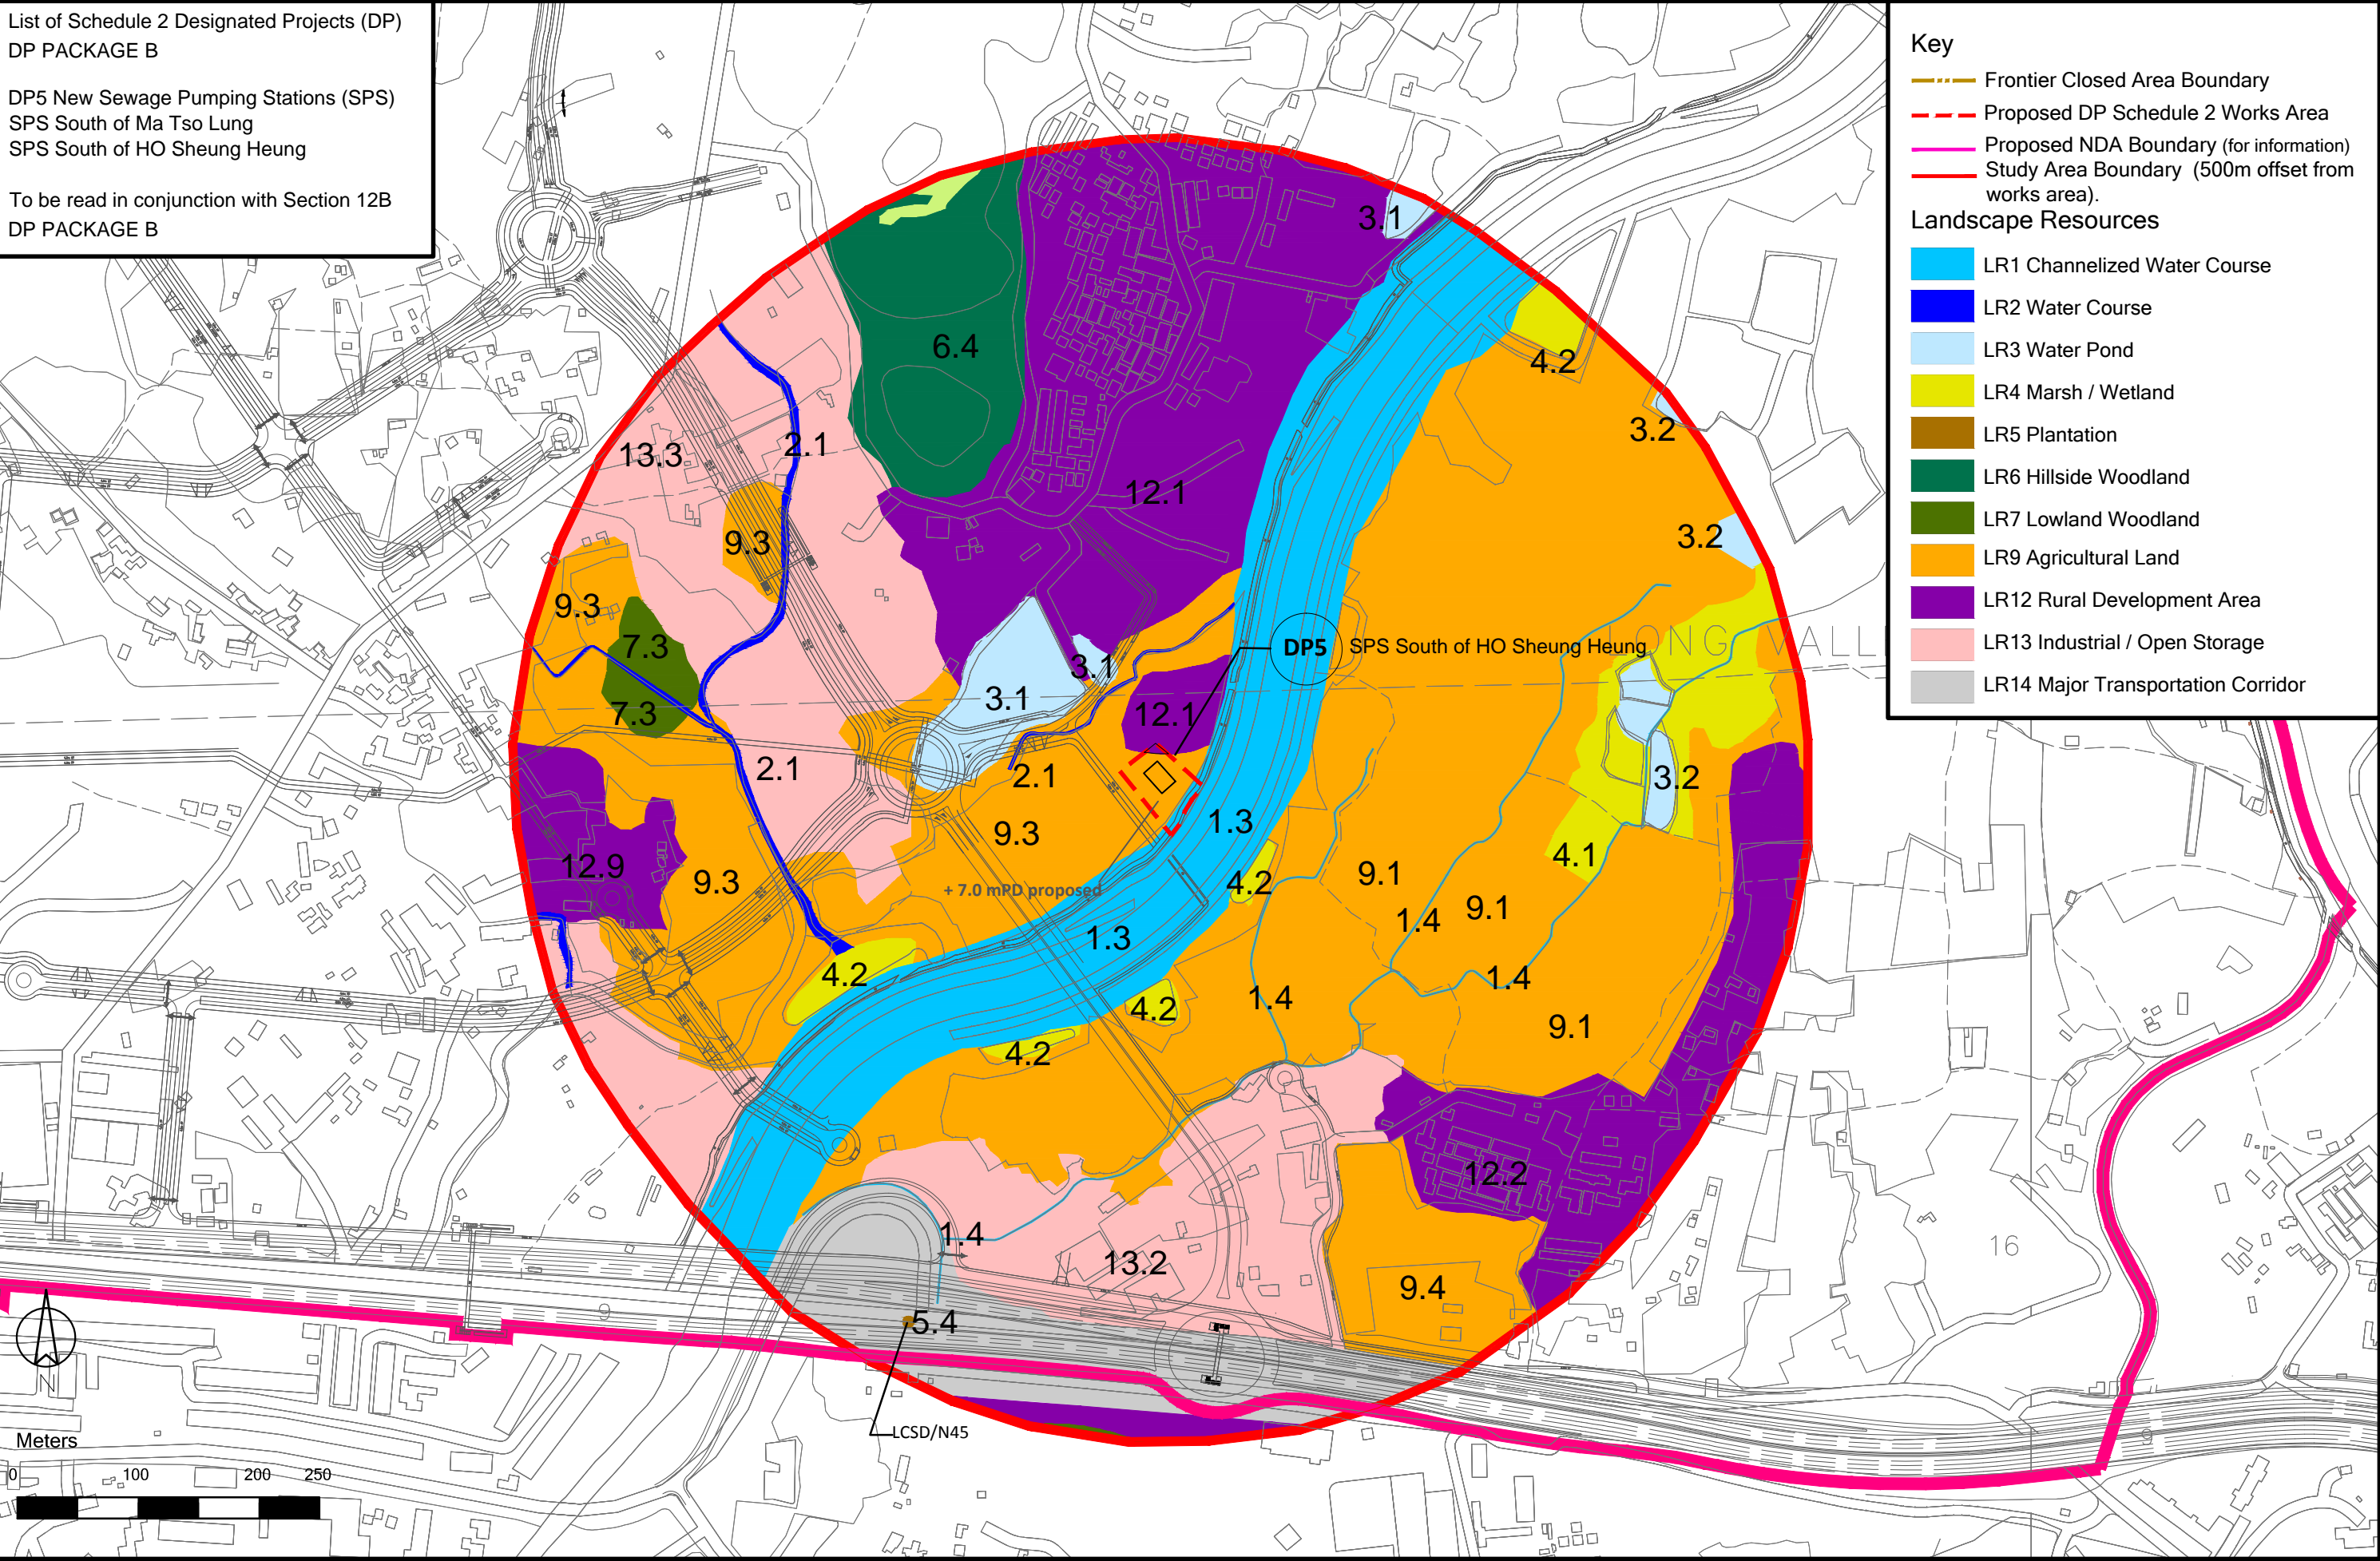 List of Schedule 2 Designated Projects (DP)
DP PACKAGE B
DP5 New Sewage Pumping Stations (SPS)
SPS South of Ma Tso Lung
SPS South of HO Sheung Heung
To be read in conjunction with Section 12B
DP PACKAGE B
Key
Frontier Closed Area Boundary
Proposed DP Schedule 2 Works Area
Proposed NDA Boundary (for information)
Study Area Boundary (500m offset from
works area).
Landscape Resources
LR1 Channelized Water Course
LR2 Water Course
LR3 Water Pond
LR4 Marsh / Wetland
LR5 Plantation
LR6 Hillside Woodland
LR7 Lowland Woodland
LR9 Agricultural Land
LR12 Rural Development Area
LR13 Industrial / Open Storage
LR14 Major Transportation Corridor
3.1
6.4
4.2
3.2
13.3
2.1
12.1
9.3
3.2
9.3
7.3
DP5 SPS South of HO Sheung Heung
LONG VALL
3.1
3.1
7.3
12.1
2.1
2.1
3.2
1.3
9.3
4.1
12.9
9.3
4.2
9.1
+ 7.0 mPD proposed
1.4
9.1
1.3
4.2
1.4
1.4
4.2
9.1
4.2
12.2
1.4
13.2
16
9.4
9
5.4
LCSD/N45
9
N
Meters
0 100 200 250